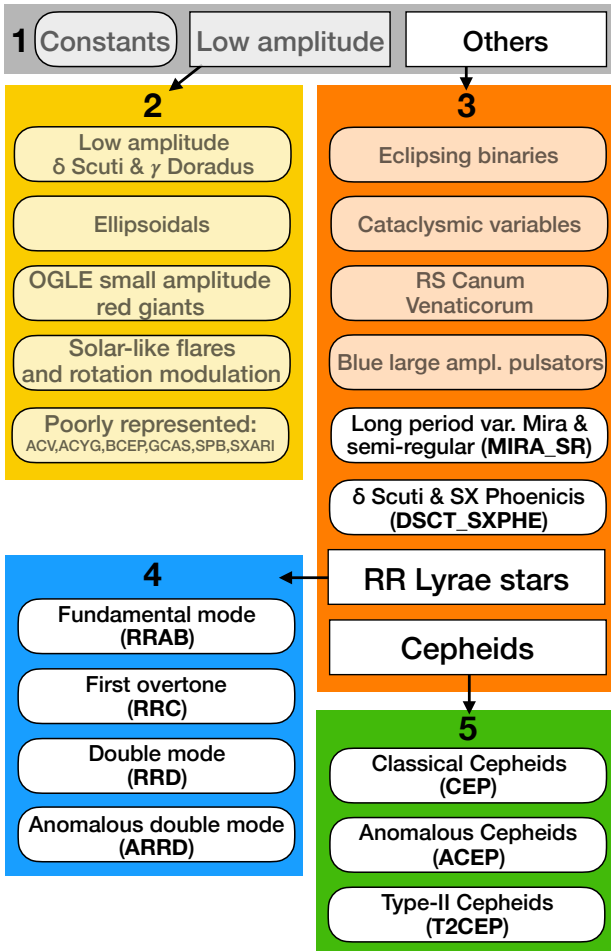 1 Constants Low amplitude Others
2
Low amplitude
δ Scuti & γ Doradus
Ellipsoidals
OGLE small amplitude
red giants
Solar-like flares
and rotation modulation
Poorly represented:
ACV,ACYG,BCEP,GCAS,SPB,SXARI
3
Eclipsing binaries
Cataclysmic variables
RS Canum
Venaticorum
Blue large ampl. pulsators
Long period var. Mira &
semi-regular (MIRA_SR)
δ Scuti & SX Phoenicis
(DSCT_SXPHE)
RR Lyrae stars
Cepheids
4
Fundamental mode
(RRAB)
First overtone
(RRC)
Double mode
(RRD)
Anomalous double mode
(ARRD)
5
Classical Cepheids
(CEP)
Anomalous Cepheids
(ACEP)
Type-II Cepheids
(T2CEP)